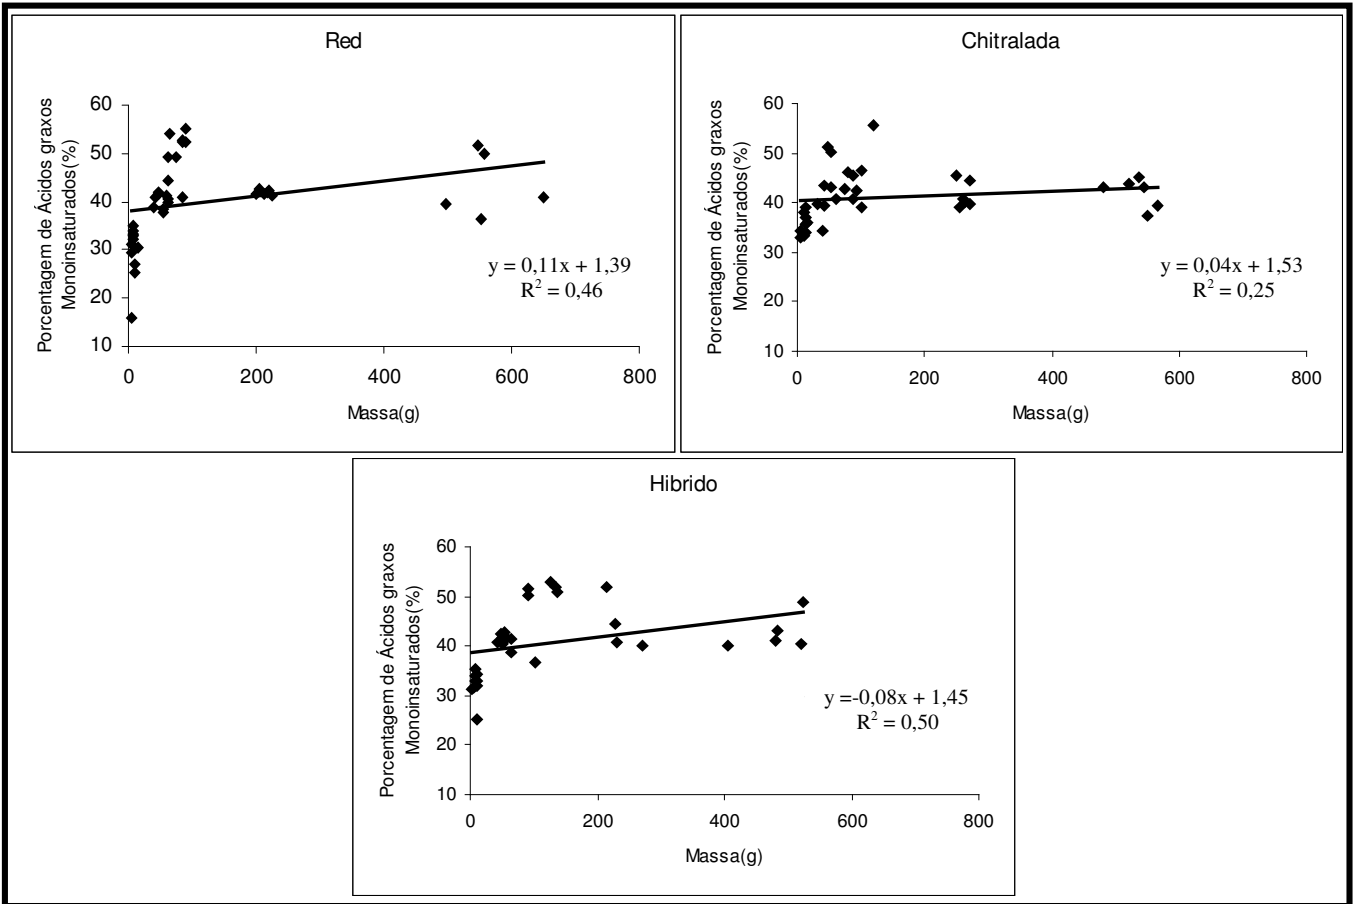 Red
Porcentagem de Ácidos graxos
Monoinsaturados(%)
60
50
40
30
20
10
0
200
400
600
800
Massa(g)
y = 0,11x + 1,39
R² = 0,46
Chitralada
Porcentagem de Ácidos graxos
Monoinsaturados(%)
60
50
40
30
20
10
0
200
400
600
800
Massa(g)
y = 0,04x + 1,53
R² = 0,25
Hibrido
Porcentagem de Ácidos graxos
Monoinsaturados(%)
60
50
40
30
20
10
0
200
400
600
800
Massa(g)
y =-0,08x + 1,45
R² = 0,50